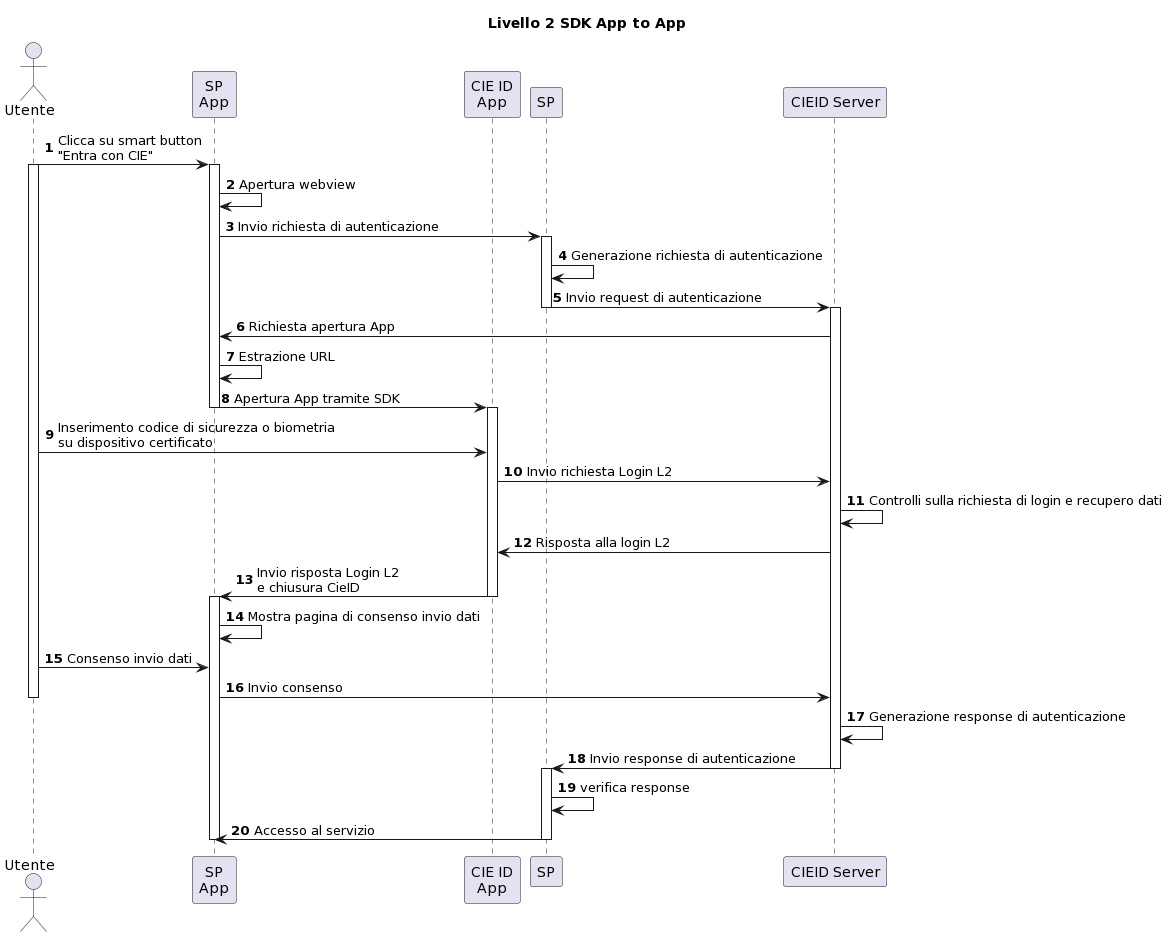 Livello 2 SDK App to App
Utente
SP
App
CIE ID
App
SP
CIEID Server
1 Clicca su smart button
"Entra con CIE"
2 Apertura webview
3 Invio richiesta di autenticazione
4 Generazione richiesta di autenticazione
5 Invio request di autenticazione
6 Richiesta apertura App
7 Estrazione URL
8 Apertura App tramite SDK
9 Inserimento codice di sicurezza o biometria
su dispositivo certificato
10 Invio richiesta Login L2
11 Controlli sulla richiesta di login e recupero dati
12 Risposta alla login L2
13 Invio risposta Login L2
e chiusura CieID
14 Mostra pagina di consenso invio dati
15 Consenso invio dati
16 Invio consenso
17 Generazione response di autenticazione
18 Invio response di autenticazione
19 verifica response
20 Accesso al servizio
Utente
SP
App
CIE ID
App
SP
CIEID Server